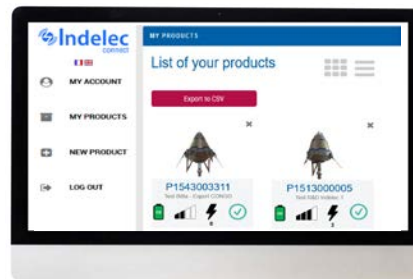 Indelec
connect
MY PRODUCTS
List of your products
Export to CSV
MY ACCOUNT
MY PRODUCTS
NEW PRODUCT
LOG OUT
P1543003311
P1513000005